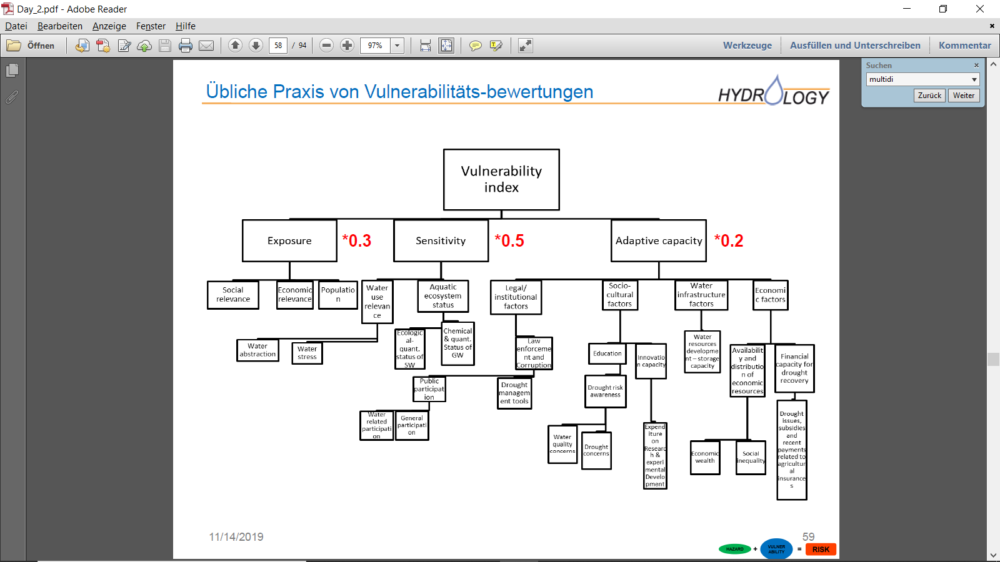 Day_2.pdf - Adobe Reader
Datei Bearbeiten Anzeige Fenster Hilfe
Öffnen 58 / 94 97% Werkzeuge Ausfüllen und Unterschreiben Kommentar
Suchen
multidi
Zurück Weiter
Übliche Praxis von Vulnerabilitäts-bewertungen
HYDROLOGY
Vulnerability
index
Exposure *0.3
Sensitivity *0.5
Adaptive capacity *0.2
Social
relevance
Economic
relevance
Populatio
n
Water
use
relevan
ce
Aquatic
ecosystem
status
Legal/
institutional
factors
Socio-
cultural
factors
Water
infrastructure
factors
Economi
c factors
Water
abstraction
Water
stress
Ecologic
al-
quant.
status of
SW
Chemical
& quant.
Status of
GW
Law
enforceme
nt and
Corruption
Education
Innovatio
n capacity
Water
resources
developme
nt – storage
capacity
Availabilit
y and
distributio
n of
economic
resources
Financial
capacity for
drought
recovery
Public
participat
ion
Drought
managem
ent tools
Drought risk
awareness
Water
related
participati
on
General
participati
on
Water
quality
concerns
Drought
concerns
Expend
iture
on
Researc
h &
experi
mental
Develo
pment
Economic
wealth
Social
inequality
Drought
issues,
subsidies
and
recent
payments
related to
agricultur
al
insurance
s
11/14/2019
59
HAZARD + VULNER
ABILITY = RISK